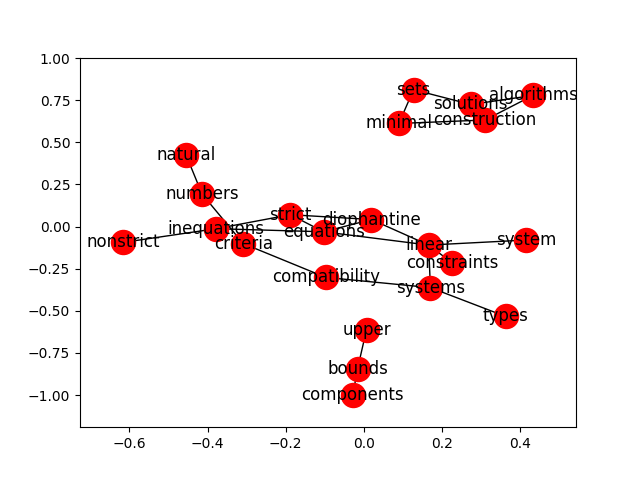 1.00
0.75
0.50
0.25
0.00
−0.25
−0.50
−0.75
−1.00
sets
algorithms
solutions
minimal construction
natural
numbers
strict
diophantine
inequations
equations
nonstrict
criteria
linear
system
constraints
compatibility
systems
types
upper
bounds
components
−0.6 −0.4 −0.2 0.0 0.2 0.4